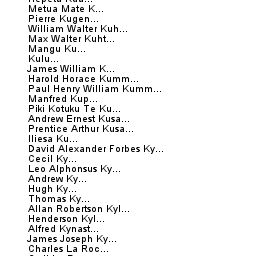 Metua Mate K...
Pierre Kugen...
William Walter Kuh...
Max Walter Kuht...
Mangu Ku...
Kulu...
James William K...
Harold Horace Kumm...
Paul Henry William Kumm...
Manfred Kup...
Piki Kotuku Te Ku...
Andrew Ernest Kusa...
Prentice Arthur Kusa...
Iliesa Ku...
David Alexander Forbes Ky...
Cecil Ky...
Leo Alphonsus Ky...
Andrew Ky...
Hugh Ky...
Thomas Ky...
Allan Robertson Kyl...
Henderson Kyl...
Alfred Kynast...
James Joseph Ky...
Charles La Roc...